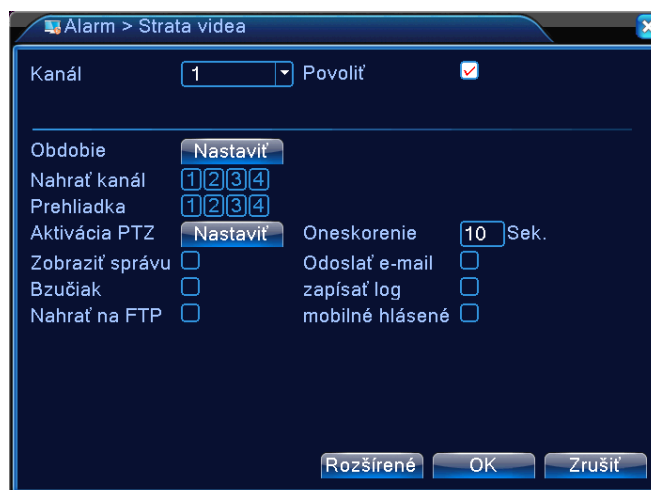 Alarm > Strata videa
Kanál 1 Povoliť
Obdobie Nastaviť
Nahrať kanál 1 2 3 4
Prehliadka 1 2 3 4
Aktivácia PTZ Nastaviť Oneskorenie 10 Sek.
Zobraziť správu Odoslať e-mail
Bzučiak zapísať log
Nahrať na FTP mobilné hlásené
Rozšírené OK Zrušiť